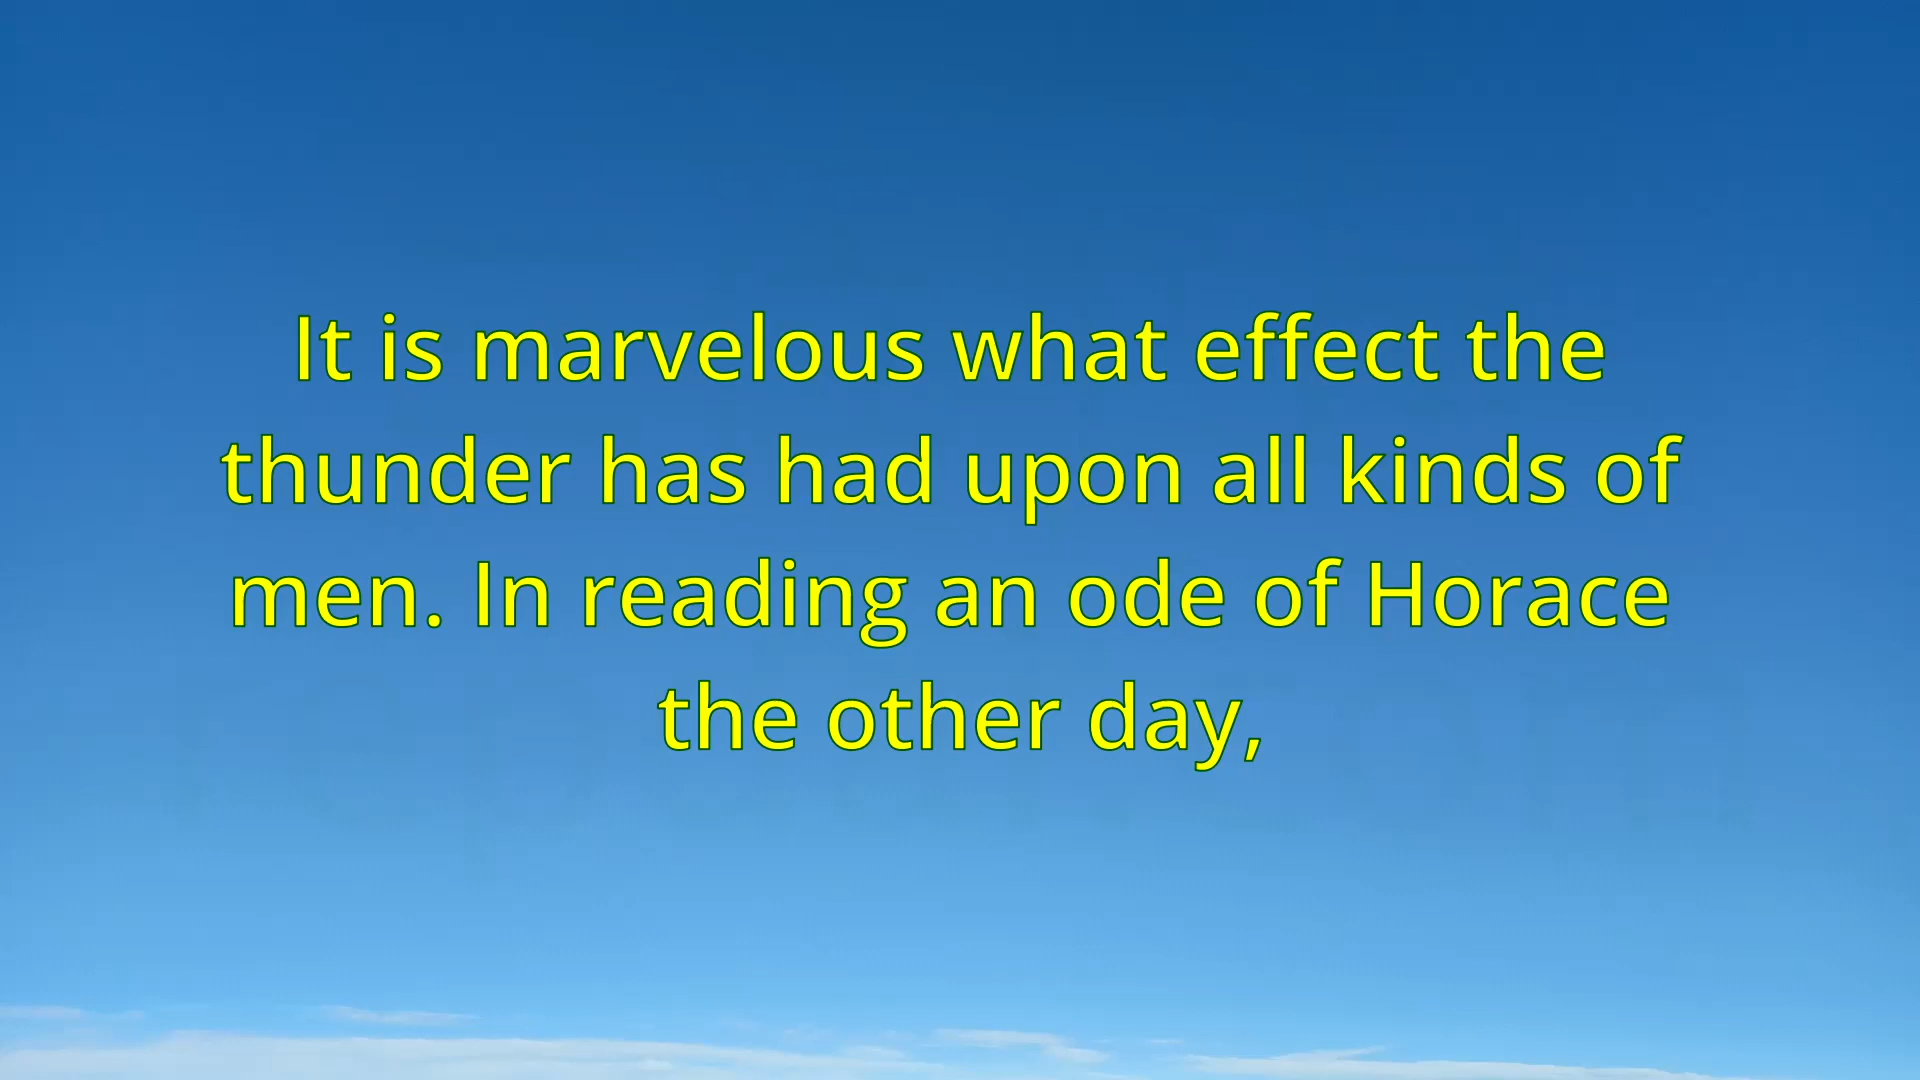 It is marvelous what effect the
thunder has had upon all kinds of
men. In reading an ode of Horace
the other day,